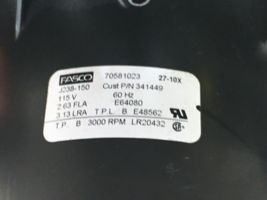 FASCO 70581023 27-10X
J238-150 Cust P/N 341449
115 V 60 Hz
2.63 FLA E64080
3.13 LRA T.P.L. B E48562
T.P. B 3000 RPM LR20432